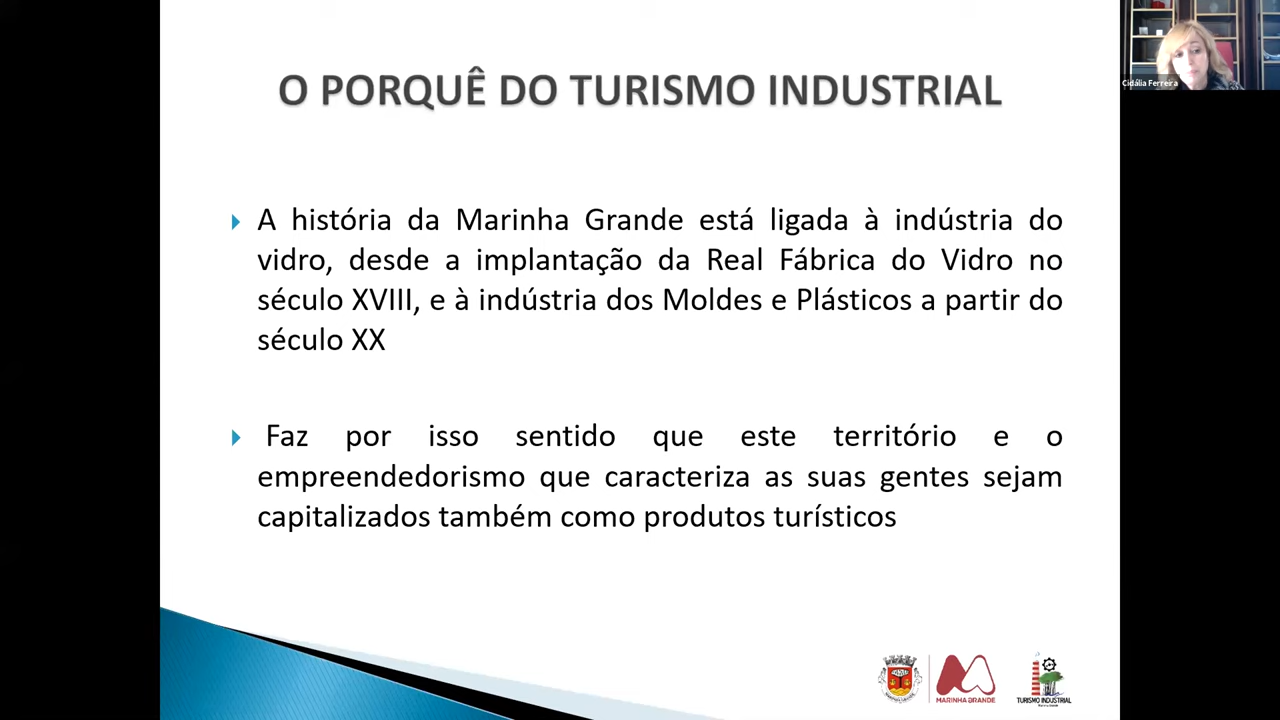 Cidália Ferreira
O PORQUÊ DO TURISMO INDUSTRIAL
A história da Marinha Grande está ligada à indústria do
vidro, desde a implantação da Real Fábrica do Vidro no
século XVIII, e à indústria dos Moldes e Plásticos a partir do
século XX
Faz por isso sentido que este território e o
empreendedorismo que caracteriza as suas gentes sejam
capitalizados também como produtos turísticos
MARINHA GRANDE
TURISMO INDUSTRIAL